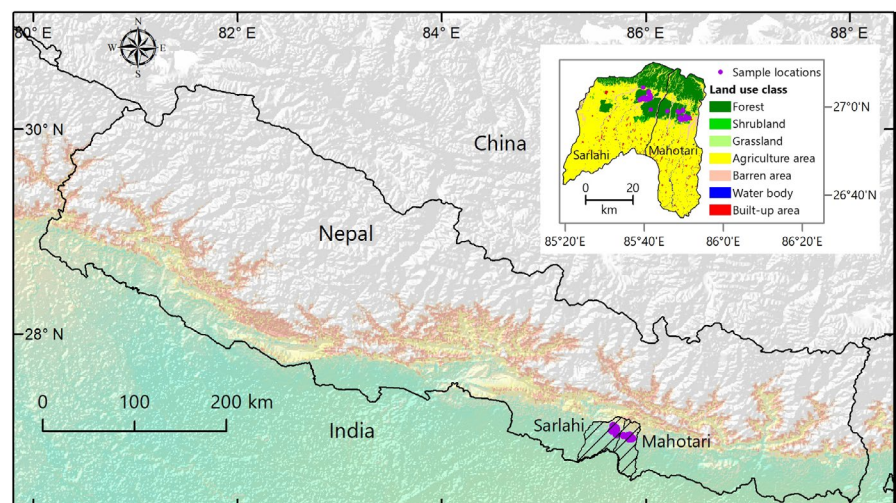 80° E
82° E
84° E
86° E
88° E
N
W
E
S
30° N
28° N
China
Nepal
India
Sarlahi
Mahotari
0
100
200 km
Sample locations
Land use class
Forest
Shrubland
Grassland
Agriculture area
Barren area
Water body
Built-up area
Sarlahi
Mahotari
0
20
km
27°0'N
26°40'N
85°20'E
85°40'E
86°0'E
86°20'E